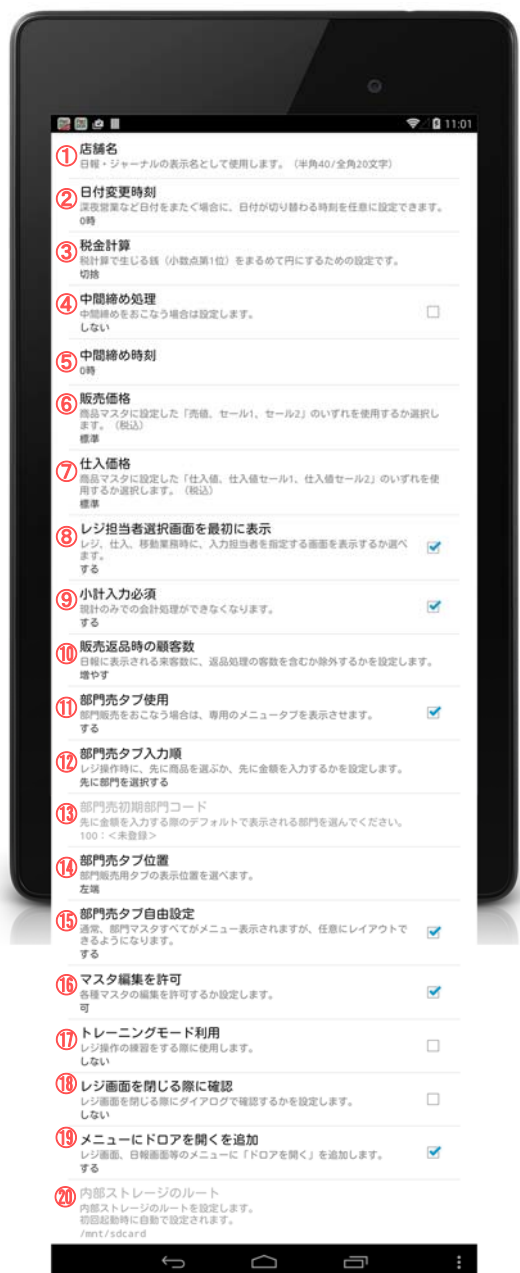 11:01
① 店舗名
日報・ジャーナルの表示名として使用します。（半角40/全角20文字）
② 日付変更時刻
深夜営業など日付をまたぐ場合に、日付が切り替わる時刻を任意に設定できます。
0時
③ 税金計算
税計算で生じる銭（小数点第1位）をまるめて円にするための設定です。
切捨
④ 中間締め処理
中間締めをおこなう場合は設定します。
しない
⑤ 中間締め時刻
0時
⑥ 販売価格
商品マスタに設定した「売値、セール1、セール2」のいずれを使用するか選択し
ます。（税込）
標準
⑦ 仕入価格
商品マスタに設定した「仕入値、仕入値セール1、仕入値セール2」のいずれを使
用するか選択します。（税込）
標準
⑧ レジ担当者選択画面を最初に表示
レジ、仕入、移動業務時に、入力担当者を指定する画面を表示するか選べ
ます。
する
⑨ 小計入力必須
現計のみでの会計処理ができなくなります。
する
⑩ 販売返品時の顧客数
日報に表示される来客数に、返品処理の客数を含むか除外するかを設定します。
増やす
⑪ 部門売タブ使用
部門販売をおこなう場合は、専用のメニュータブを表示させます。
する
⑫ 部門売タブ入力順
レジ操作時に、先に商品を選ぶか、先に金額を入力するかを設定します。
先に部門を選択する
⑬ 部門売初期部門コード
先に金額を入力する際のデフォルトで表示される部門を選んでください。
100：＜未登録＞
⑭ 部門売タブ位置
部門販売用タブの表示位置を選べます。
左端
⑮ 部門売タブ自由設定
通常、部門マスタすべてがメニュー表示されますが、任意にレイアウトで
きるようになります。
する
⑯ マスタ編集を許可
各種マスタの編集を許可するか設定します。
可
⑰ トレーニングモード利用
レジ操作の練習をする際に使用します。
しない
⑱ レジ画面を閉じる際に確認
レジ画面を閉じる際にダイアログで確認するかを設定します。
しない
⑲ メニューにドロアを開くを追加
レジ画面、日報画面等のメニューに「ドロアを開く」を追加します。
する
⑳ 内部ストレージのルート
内部ストレージのルートを設定します。
初回起動時に自動で設定されます。
/mnt/sdcard